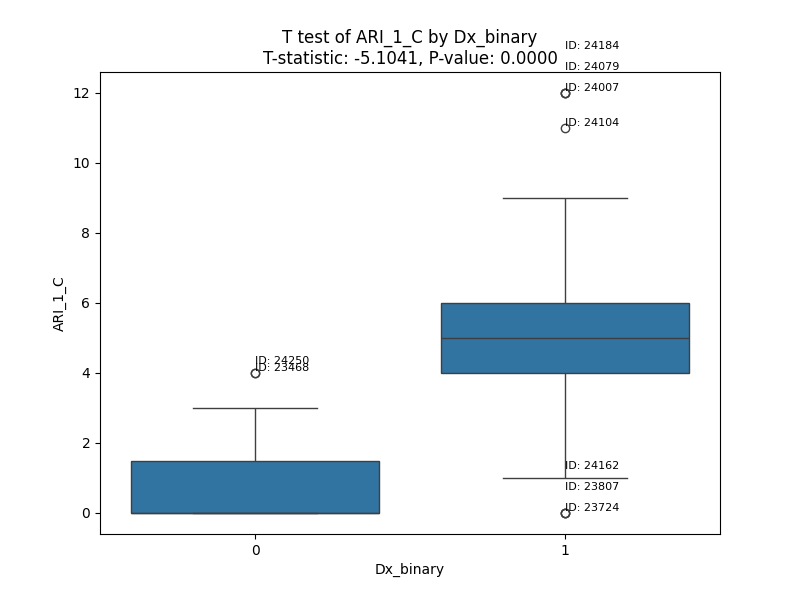 T test of ARI_1_C by Dx_binary
T-statistic: -5.1041, P-value: 0.0000
ID: 24184
ID: 24079
ID: 24007
ID: 24104
ID: 24250
ID: 23468
ID: 24162
ID: 23807
ID: 23724
12
10
8
6
4
2
0
ARI_1_C
0
1
Dx_binary